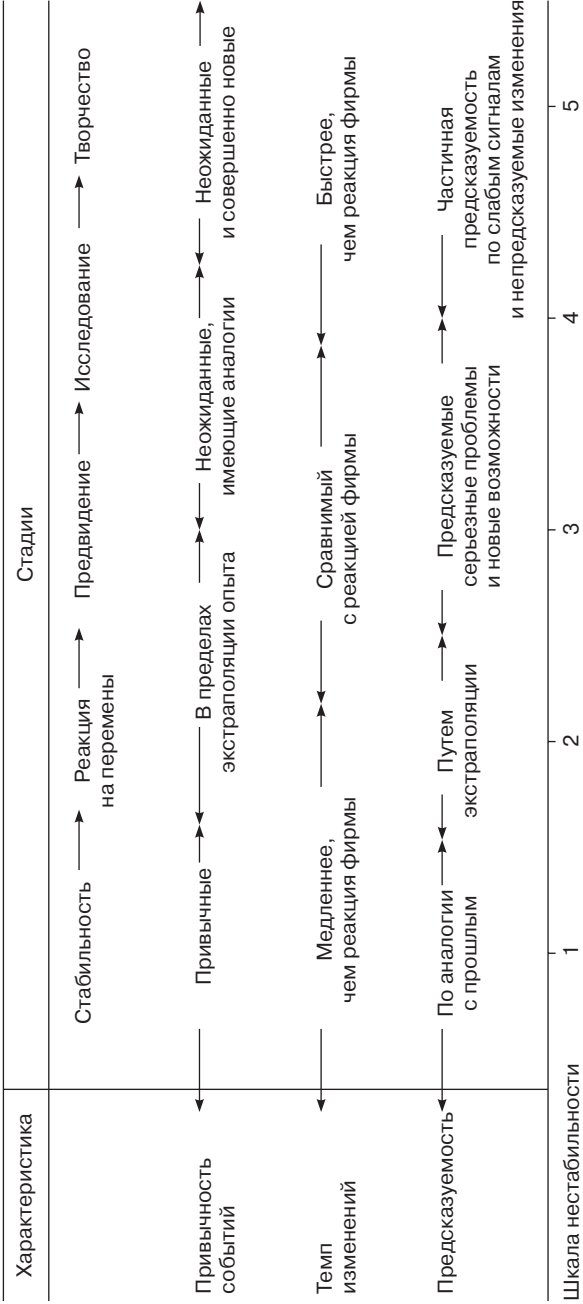 Характеристика
Стадии
Стабильность
Реакция
на перемены
Предвидение
Исследование
Творчество
Привычность
событий
Привычные
В пределах
экстраполяции опыта
Неожиданные,
имеющие аналогии
Неожиданные
и совершенно новые
Темп
изменений
Медленнее,
чем реакция фирмы
Сравнимый
с реакцией фирмы
Быстрее,
чем реакция фирмы
Предсказуемость
По аналогии
с прошлым
Путем
экстраполяции
Предсказуемые
серьезные проблемы
и новые возможности
Частичная
предсказуемость
по слабым сигналам
и непредсказуемые изменения
Шкала нестабильности
1
2
3
4
5